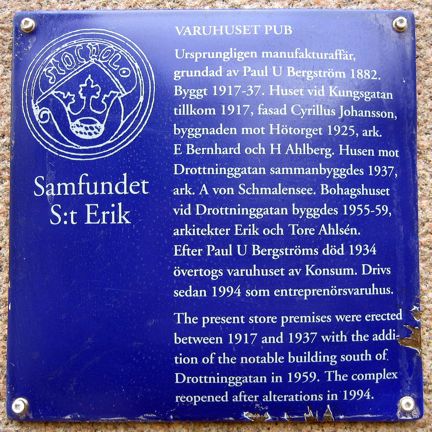 STOCHOLM
VARUHUSET PUB
Ursprungligen manufakturaffär,
grundad av Paul U Bergström 1882.
Byggt 1917-37. Huset vid Kungsgatan
tillkom 1917, fasad Cyrillus Johansson,
byggnaden mot Hötorget 1925, ark.
E Bernhard och H Ahlberg. Husen mot
Drottninggatan sammanbyggdes 1937,
ark. A von Schmalensee. Bohagshuset
vid Drottninggatan byggdes 1955-59,
arkitekter Erik och Tore Ahlsén.
Efter Paul U Bergströms död 1934
övertogs varuhuset av Konsum. Drivs
sedan 1994 som entreprenörsvaruhus.
The present store premises were erected
between 1917 and 1937 with the addi-
tion of the notable building south of
Drottninggatan in 1959. The complex
reopened after alterations in 1994.
Samfundet
S:t Erik